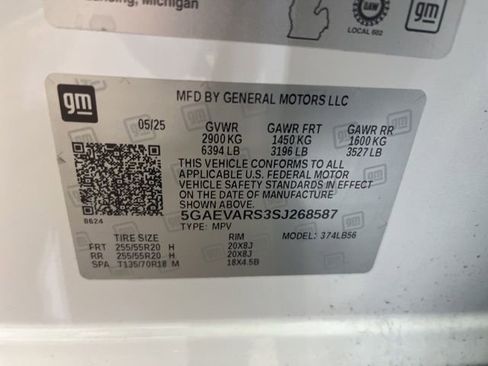 Lansing, Michigan
UAW
LOCAL 602
gm
gm
MFD BY GENERAL MOTORS LLC
05/25 GVWR GAWR FRT GAWR RR
2900 KG 1450 KG 1600 KG
6394 LB 3196 LB 3527 LB
THIS VEHICLE CONFORMS TO ALL
APPLICABLE U.S. FEDERAL MOTOR
VEHICLE SAFETY STANDARDS IN EFFECT
ON THE DATE OF MANUFACTURE
SHOWN ABOVE.
5GAEVARS3SJ268587
8624 TYPE: MPV MODEL: 374LB56
TIRE SIZE RIM
FRT 255/55R20 H 20X8J
RR 255/55R20 H 20X8J
SPA T135/70R18 M 18X4.5B